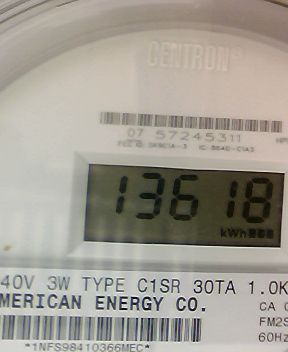 CENTRON®
07 57245311
13618
kWh
40V 3W TYPE C1SR 30TA 1.0K
MERICAN ENERGY CO.
CA
FM2S
60Hz
*1NFS98410366MEC*